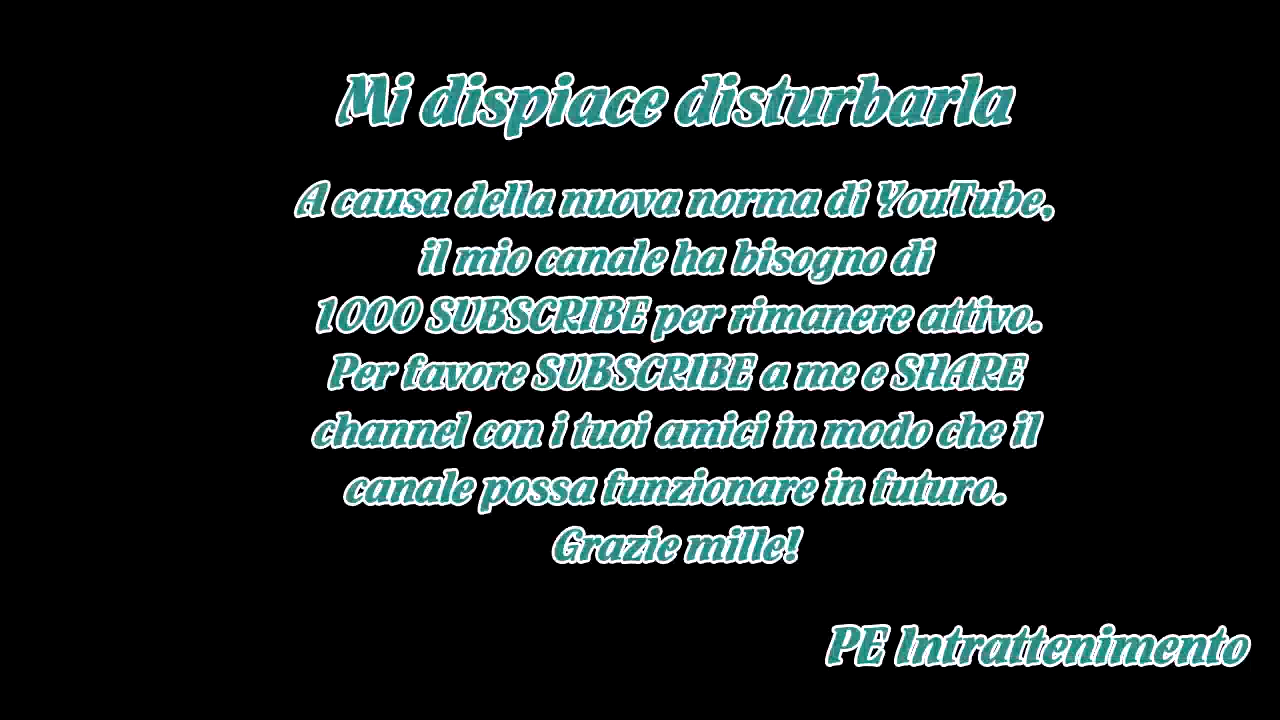 Mi dispiace disturbarla
A causa della nuova norma di YouTube,
il mio canale ha bisogno di
1000 SUBSCRIBE per rimanere attivo.
Per favore SUBSCRIBE a me e SHARE
channel con i tuoi amici in modo che il
canale possa funzionare in futuro.
Grazie mille!
PE Intrattenimento